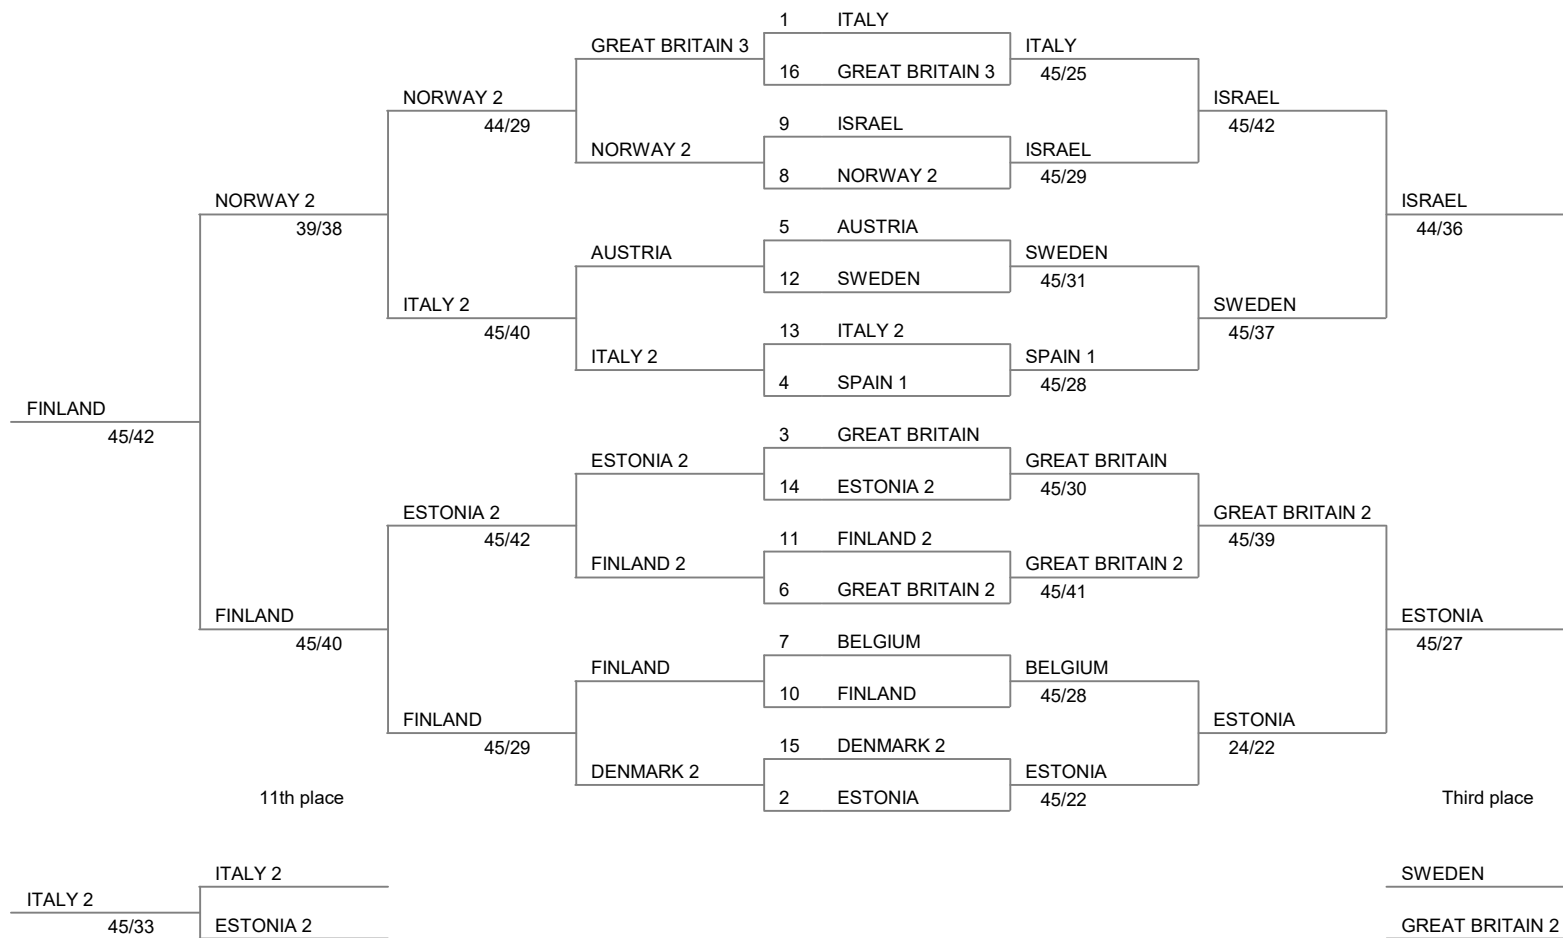 1 ITALY
GREAT BRITAIN 3 ITALY
16 GREAT BRITAIN 3 45/25
NORWAY 2 ISRAEL
44/29 9 ISRAEL 45/42
NORWAY 2 ISRAEL
8 NORWAY 2 45/29
NORWAY 2 ISRAEL
39/38 5 AUSTRIA 44/36
AUSTRIA SWEDEN
12 SWEDEN 45/31
ITALY 2 SWEDEN
45/40 13 ITALY 2 45/37
ITALY 2 SPAIN 1
4 SPAIN 1 45/28
FINLAND
45/42 3 GREAT BRITAIN
ESTONIA 2 GREAT BRITAIN
14 ESTONIA 2 45/30
ESTONIA 2 GREAT BRITAIN 2
45/42 11 FINLAND 2 45/39
FINLAND 2 GREAT BRITAIN 2
6 GREAT BRITAIN 2 45/41
FINLAND ESTONIA
45/40 7 BELGIUM 45/27
FINLAND BELGIUM
10 FINLAND 45/28
FINLAND ESTONIA
45/29 15 DENMARK 2 24/22
DENMARK 2 ESTONIA
11th place 2 ESTONIA 45/22 Third place
ITALY 2 SWEDEN
ITALY 2
45/33 ESTONIA 2 GREAT BRITAIN 2